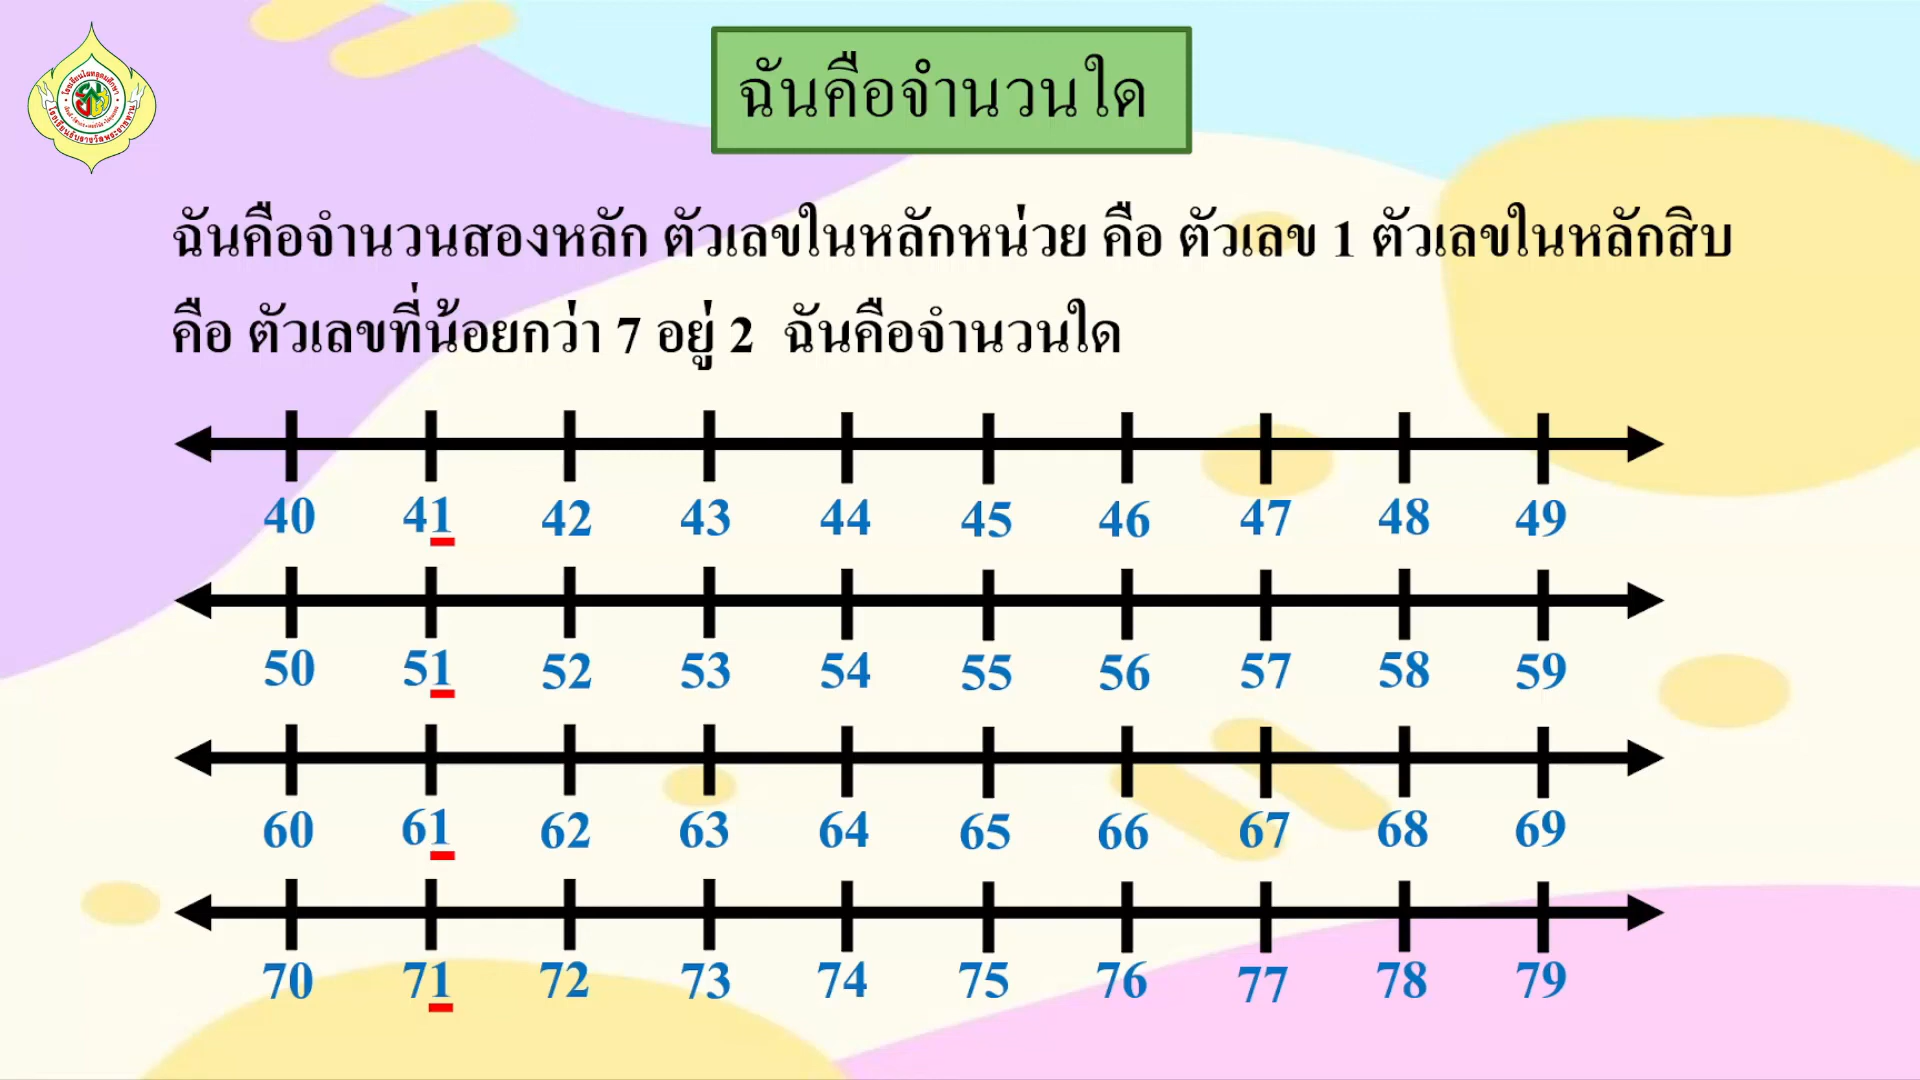 ฉันคือจำนวนใด
ฉันคือจำนวนสองหลัก ตัวเลขในหลักหน่วย คือ ตัวเลข 1 ตัวเลขในหลักสิบ
คือ ตัวเลขที่น้อยกว่า 7 อยู่ 2 ฉันคือจำนวนใด
40 41 42 43 44 45 46 47 48 49
50 51 52 53 54 55 56 57 58 59
60 61 62 63 64 65 66 67 68 69
70 71 72 73 74 75 76 77 78 79